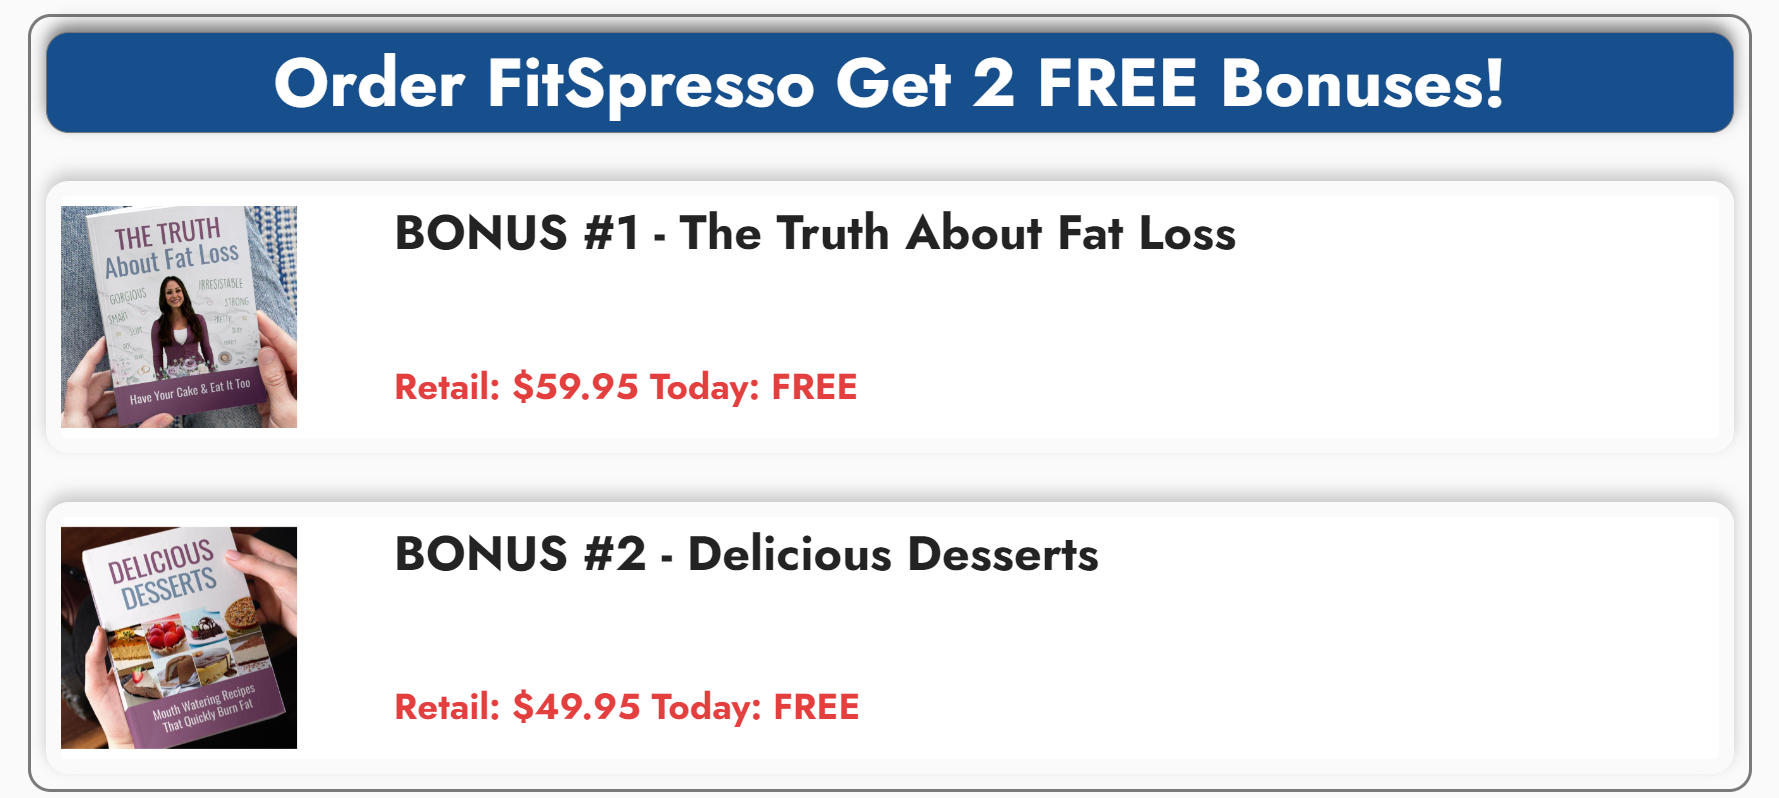 Order FitSpresso Get 2 FREE Bonuses!
BONUS #1 - The Truth About Fat Loss
THE TRUTH
About Fat Loss
GORGIOUS
IRRESISTABLE
SMART
STRONG
SLIM
PRETTY
Have Your Cake & Eat It Too
Retail: $59.95 Today: FREE
BONUS #2 - Delicious Desserts
DELICIOUS
DESSERTS
Mouth Watering Recipes
That Quickly Burn Fat
Retail: $49.95 Today: FREE